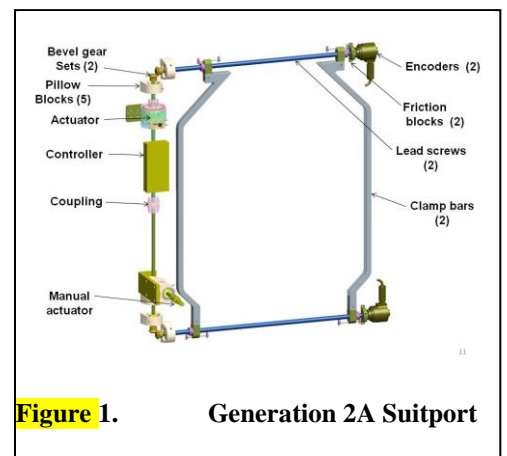 Bevel gear
Sets (2)
Pillow
Blocks (5)
Actuator
Controller
Coupling
Manual
actuator
Encoders (2)
Friction
blocks (2)
Lead screws
(2)
Clamp bars
(2)
11
Figure 1. Generation 2A Suitport